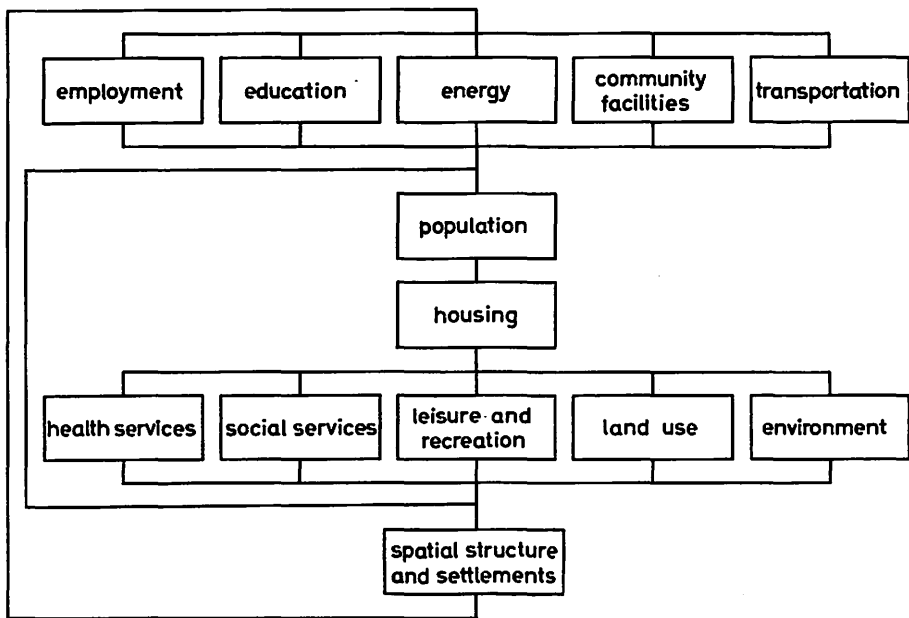 employment
education
energy
community
facilities
transportation
population
housing
health services
social services
leisure and
recreation
land use
environment
spatial structure
and settlements